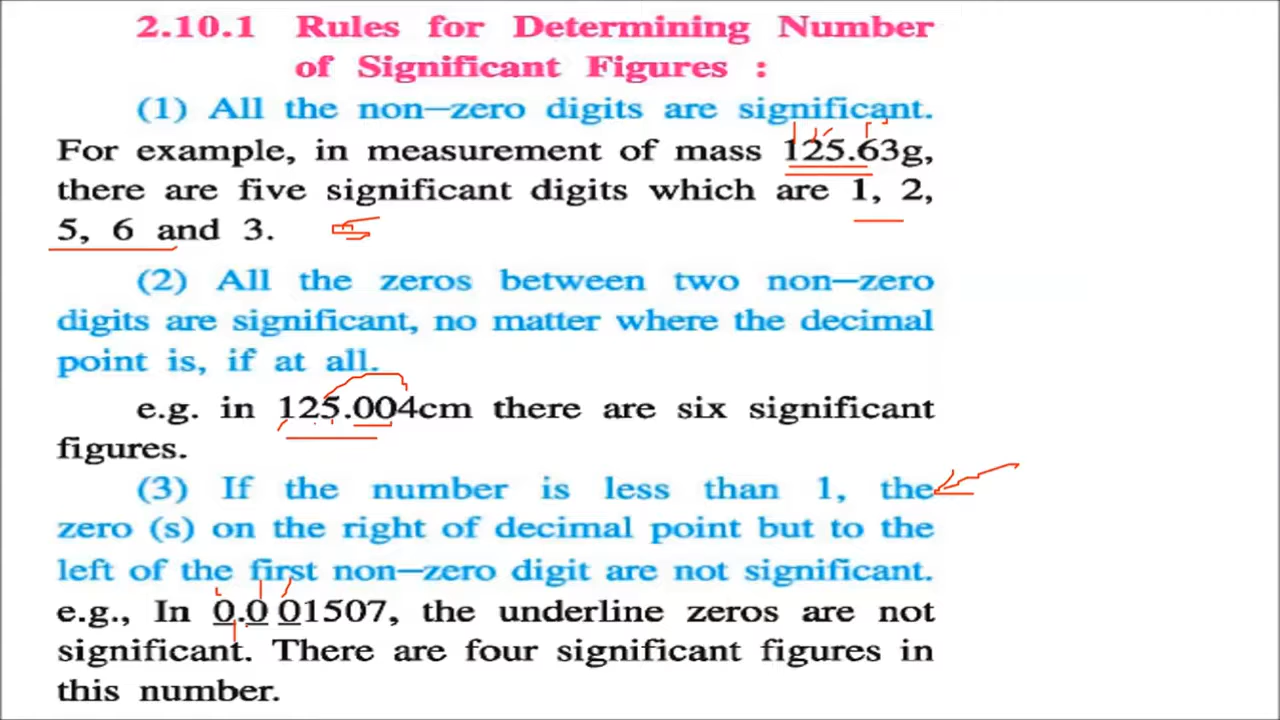 2.10.1 Rules for Determining Number
of Significant Figures :
(1) All the non-zero digits are significant.
For example, in measurement of mass 125.63g,
there are five significant digits which are 1, 2,
5, 6 and 3.
(2) All the zeros between two non-zero
digits are significant, no matter where the decimal
point is, if at all.
e.g. in 125.004cm there are six significant
figures.
(3) If the number is less than 1, the
zero (s) on the right of decimal point but to the
left of the first non-zero digit are not significant.
e.g., In 0.0 01507, the underline zeros are not
significant. There are four significant figures in
this number.